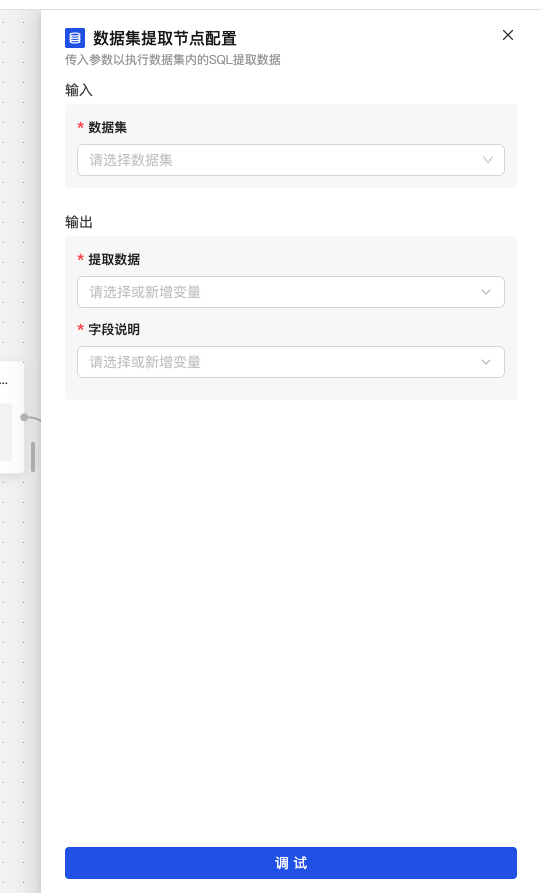 数据集提取节点配置
传入参数以执行数据集内的SQL提取数据
输入
* 数据集
请选择数据集
输出
* 提取数据
请选择或新增变量
* 字段说明
请选择或新增变量
...
调 试